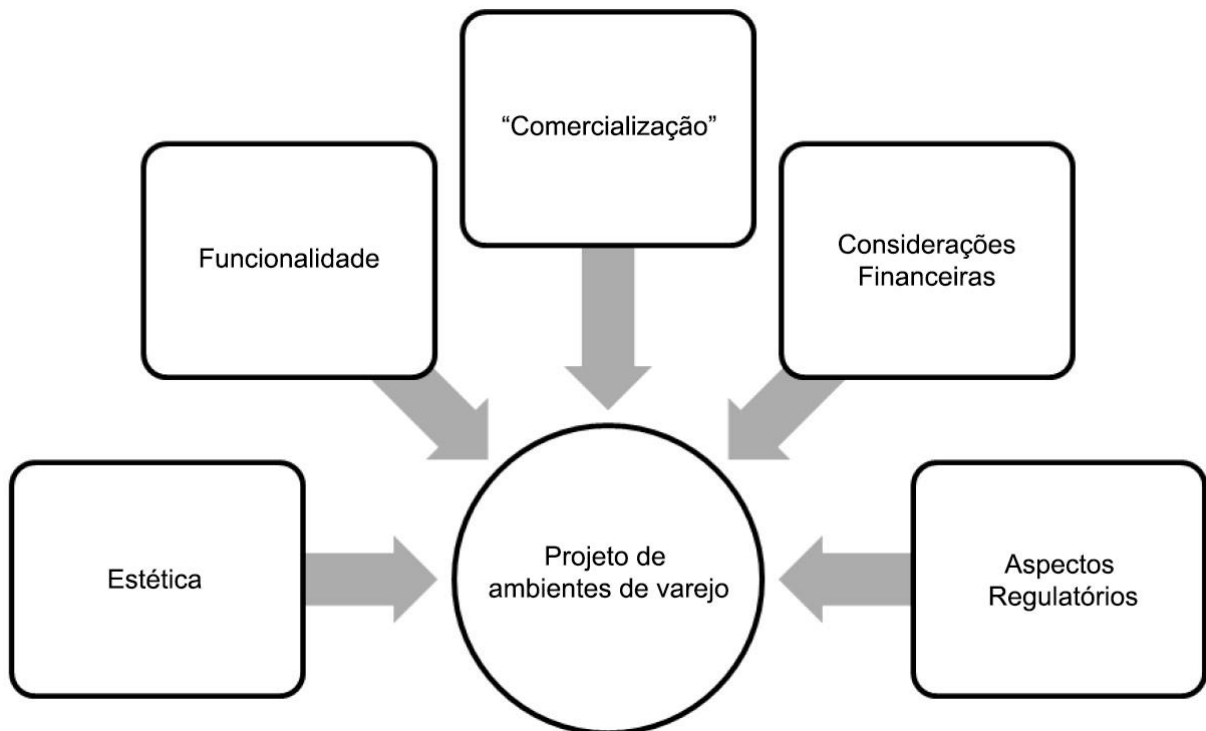 “Comercialização”
Funcionalidade
Considerações
Financeiras
Estética
Projeto de
ambientes de varejo
Aspectos
Regulatórios